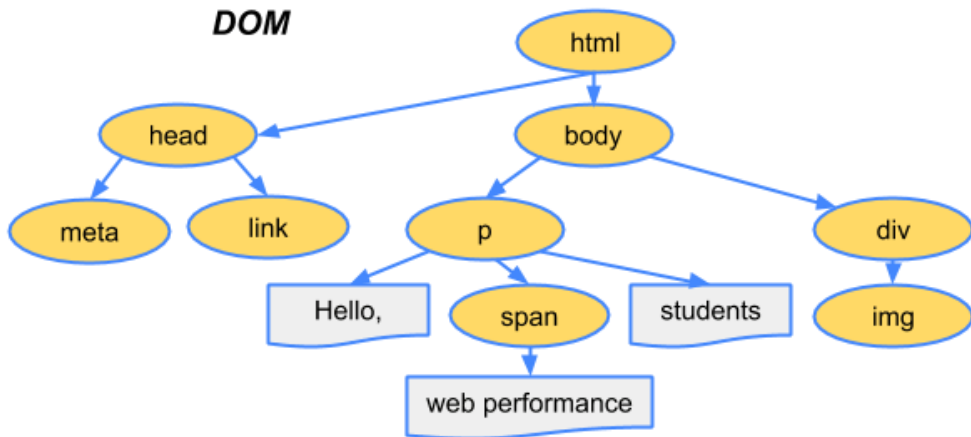 DOM
html
head
body
meta
link
p
div
Hello,
span
students
img
web performance